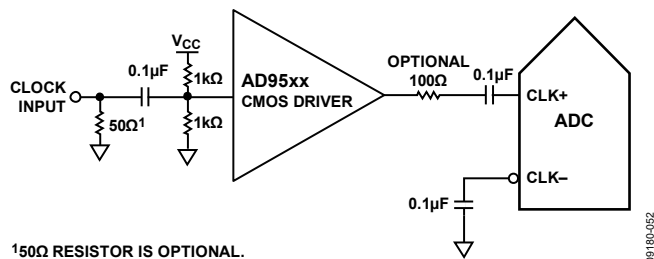 VCC
OPTIONAL
100Ω
0.1µF
0.1µF
1kΩ
CLOCK
INPUT
AD95xx
CMOS DRIVER
CLK+
ADC
50Ω1
1kΩ
CLK–
0.1µF
150Ω RESISTOR IS OPTIONAL.
09180-052